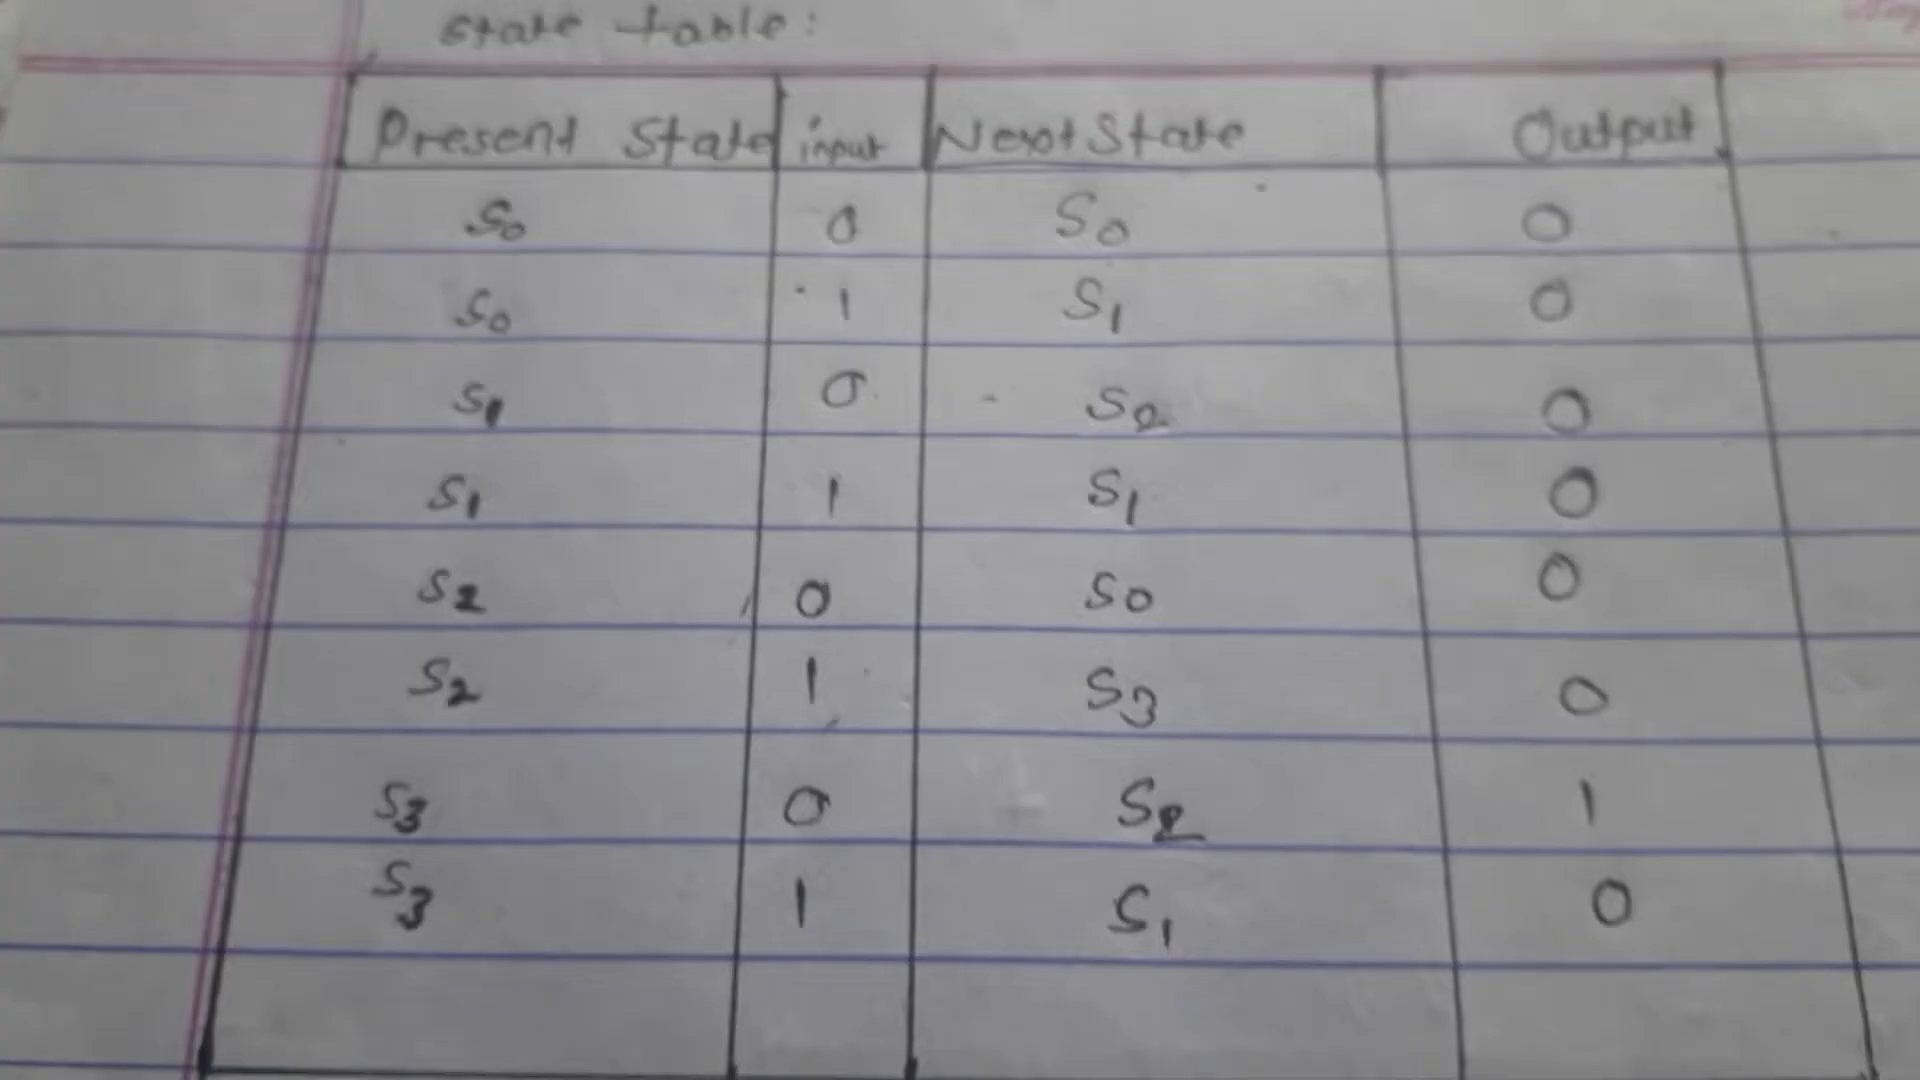 State table:
Present State input Next State Output
S0 0 S0 0
S0 1 S1 0
S1 0 S2 0
S1 1 S1 0
S2 0 S0 0
S2 1 S3 0
S3 0 S2 1
S3 1 S1 0